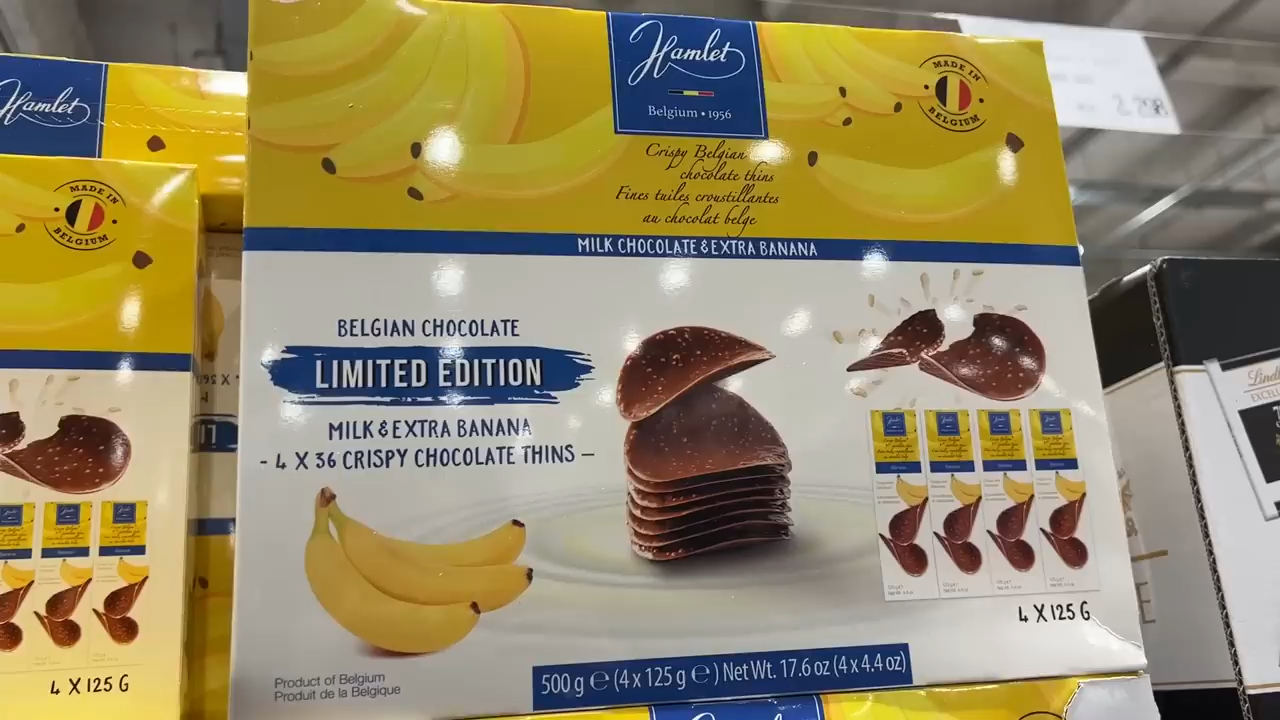 Hamlet
Belgium • 1956
MADE IN
BELGIUM
Crispy Belgian
chocolate thins
Fines tuiles croustillantes
au chocolat belge
MILK CHOCOLATE & EXTRA BANANA
BELGIAN CHOCOLATE
LIMITED EDITION
MILK & EXTRA BANANA
- 4 X 36 CRISPY CHOCOLATE THINS -
4 X 125 G
Product of Belgium
Produit de la Belgique
500 g ℮ (4 x 125 g ℮) Net Wt. 17.6 oz (4 x 4.4 oz)
Hamlet
MADE IN
BELGIUM
4 X 125 G
Lindt